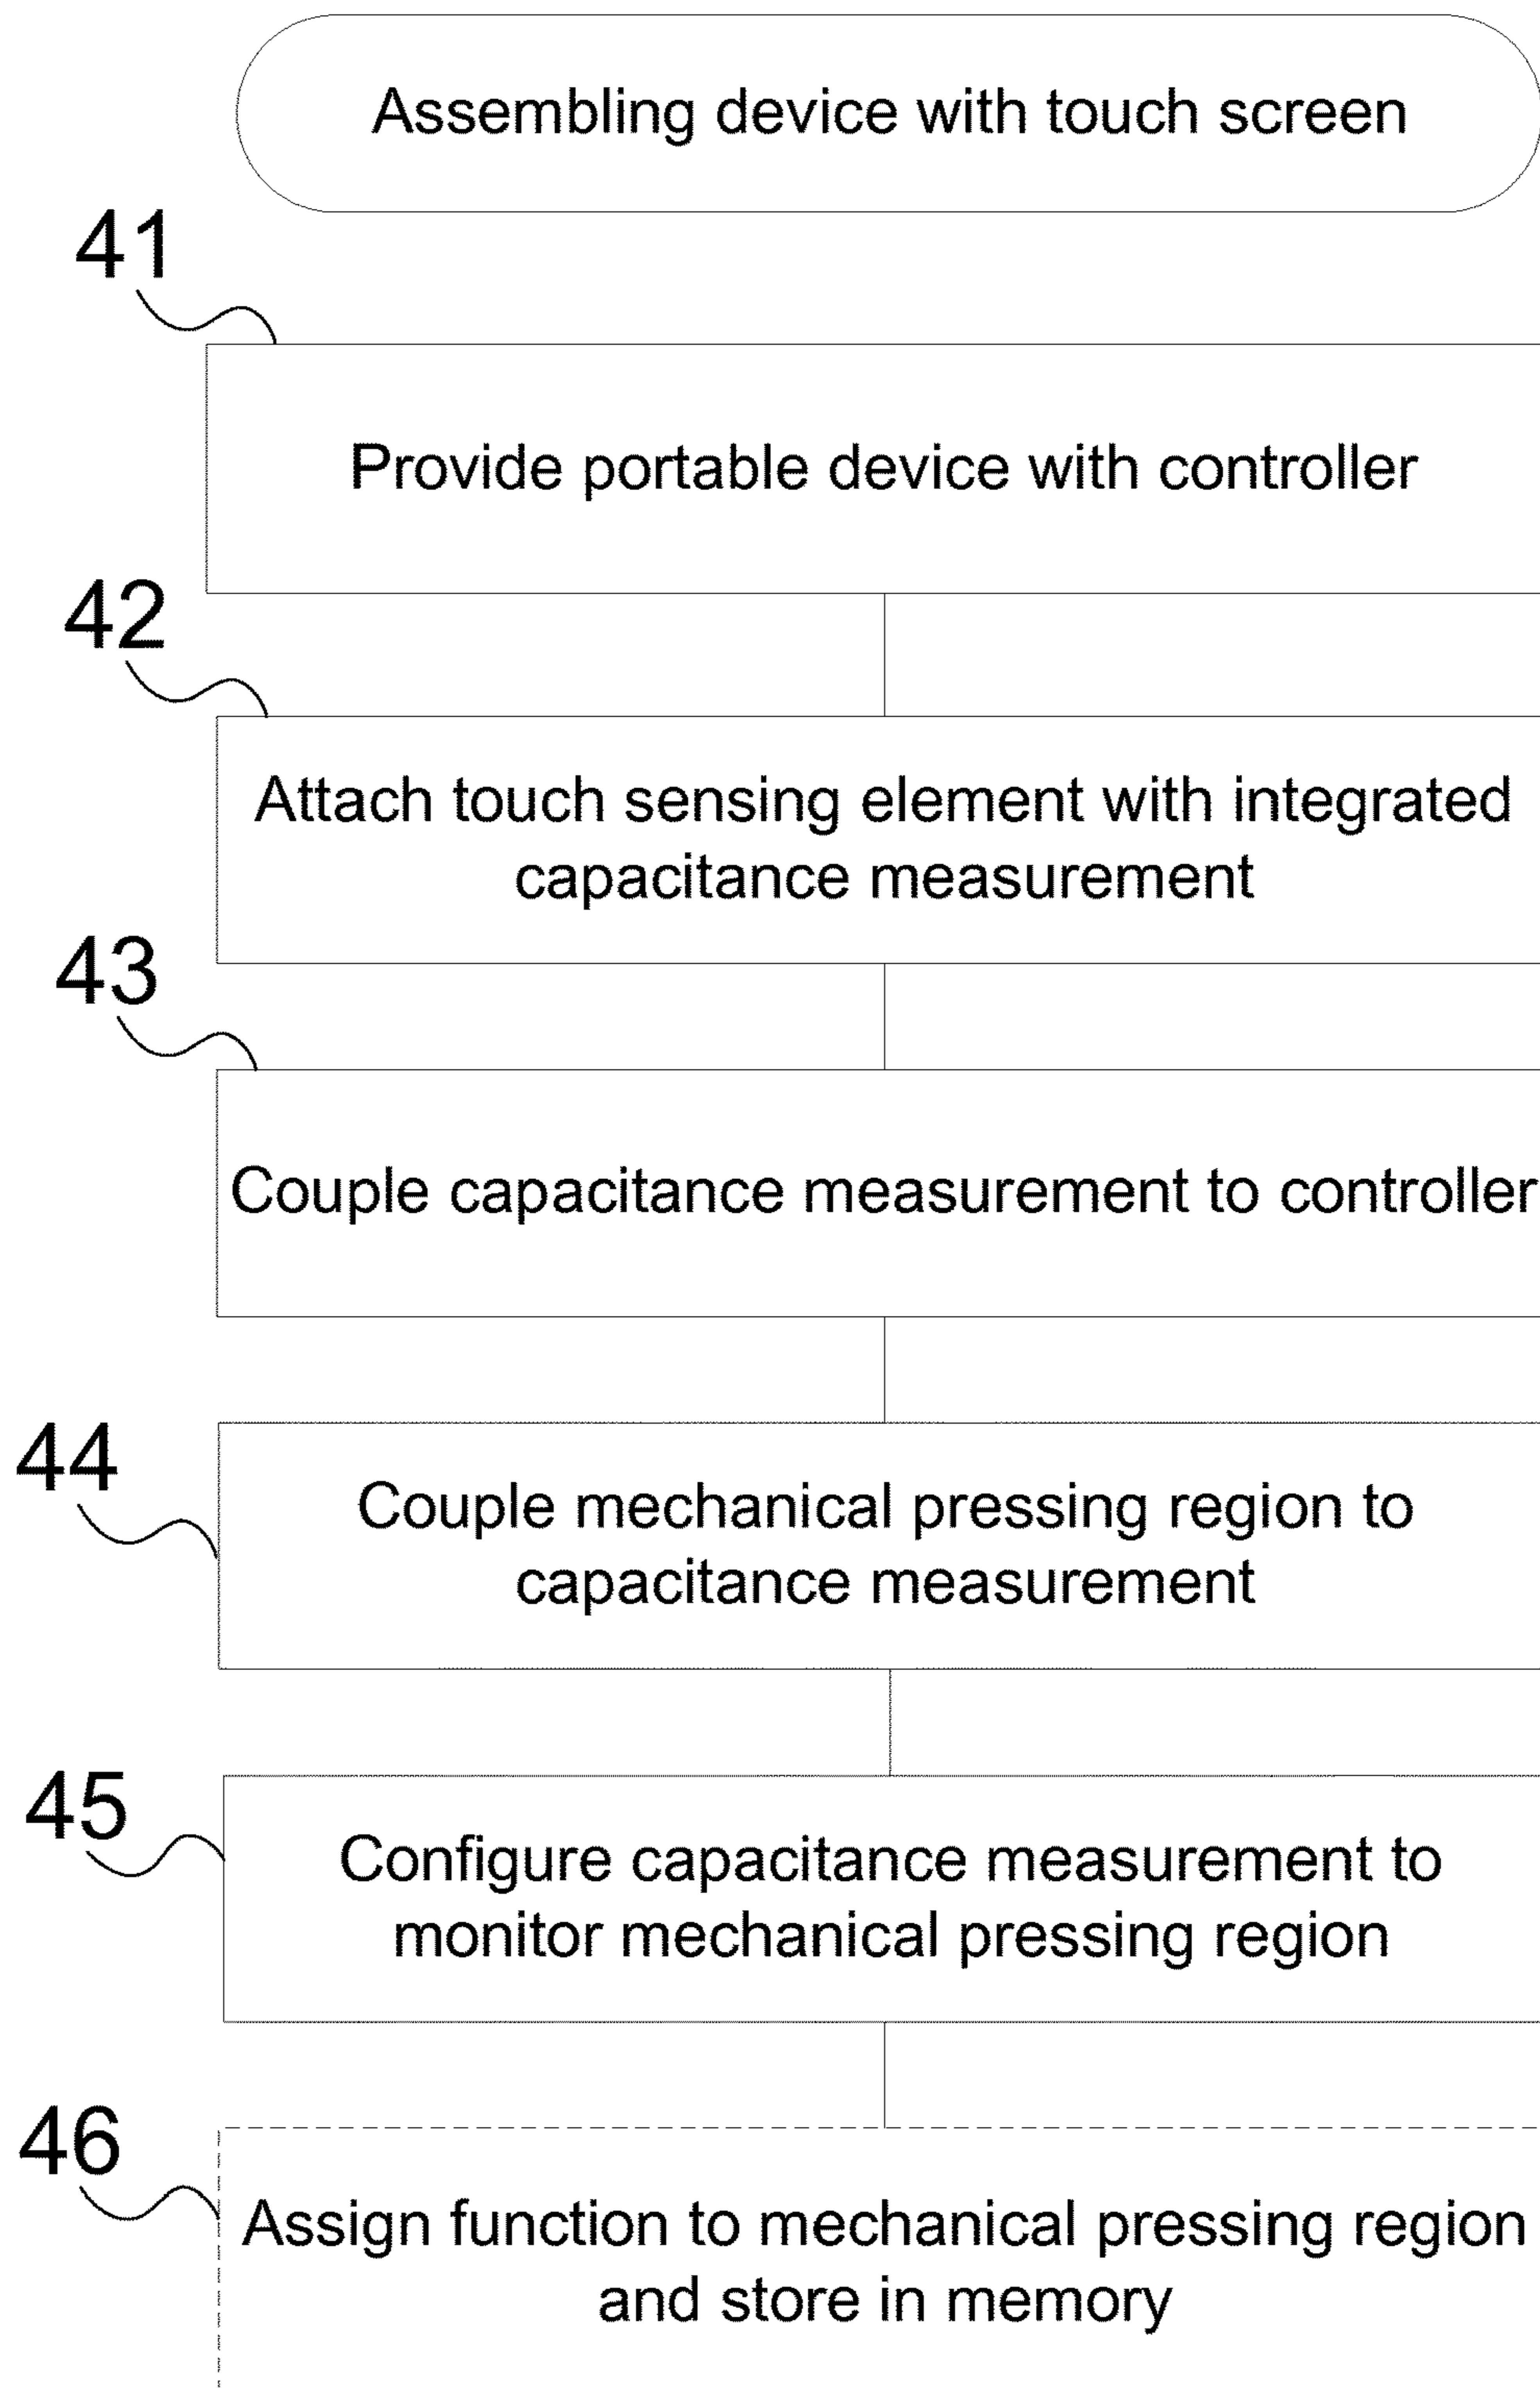 Assembling device with touch screen
41
Provide portable device with controller
42
Attach touch sensing element with integrated
capacitance measurement
43
Couple capacitance measurement to controller
44
Couple mechanical pressing region to
capacitance measurement
45
Configure capacitance measurement to
monitor mechanical pressing region
46
Assign function to mechanical pressing region
and store in memory